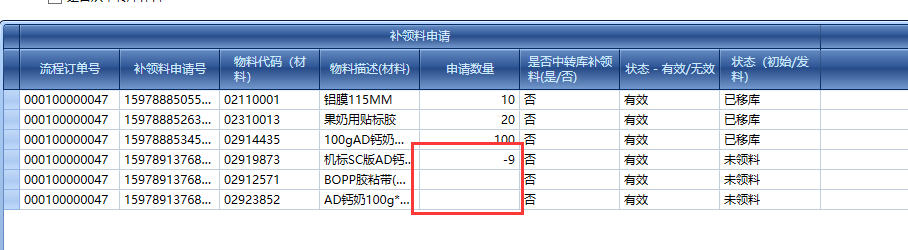 补领料申请
流程订单号 补领料申请号 物料代码（材料） 物料描述(材料) 申请数量 是否中转库补领料(是/否) 状态 - 有效/无效 状态（初始/发料）
000100000047 15978885055... 02110001 铝膜115MM 10 否 有效 已移库
000100000047 15978885263... 02310013 果奶用贴标胶 20 否 有效 已移库
000100000047 15978885345... 02914435 100gAD钙奶... 100 否 有效 已移库
000100000047 15978913768... 02919873 机标SC版AD钙... -9 否 有效 未领料
000100000047 15978913768... 02912571 BOPP胶粘带(... 否 有效 未领料
000100000047 15978913768... 02923852 AD钙奶100g*... 否 有效 未领料